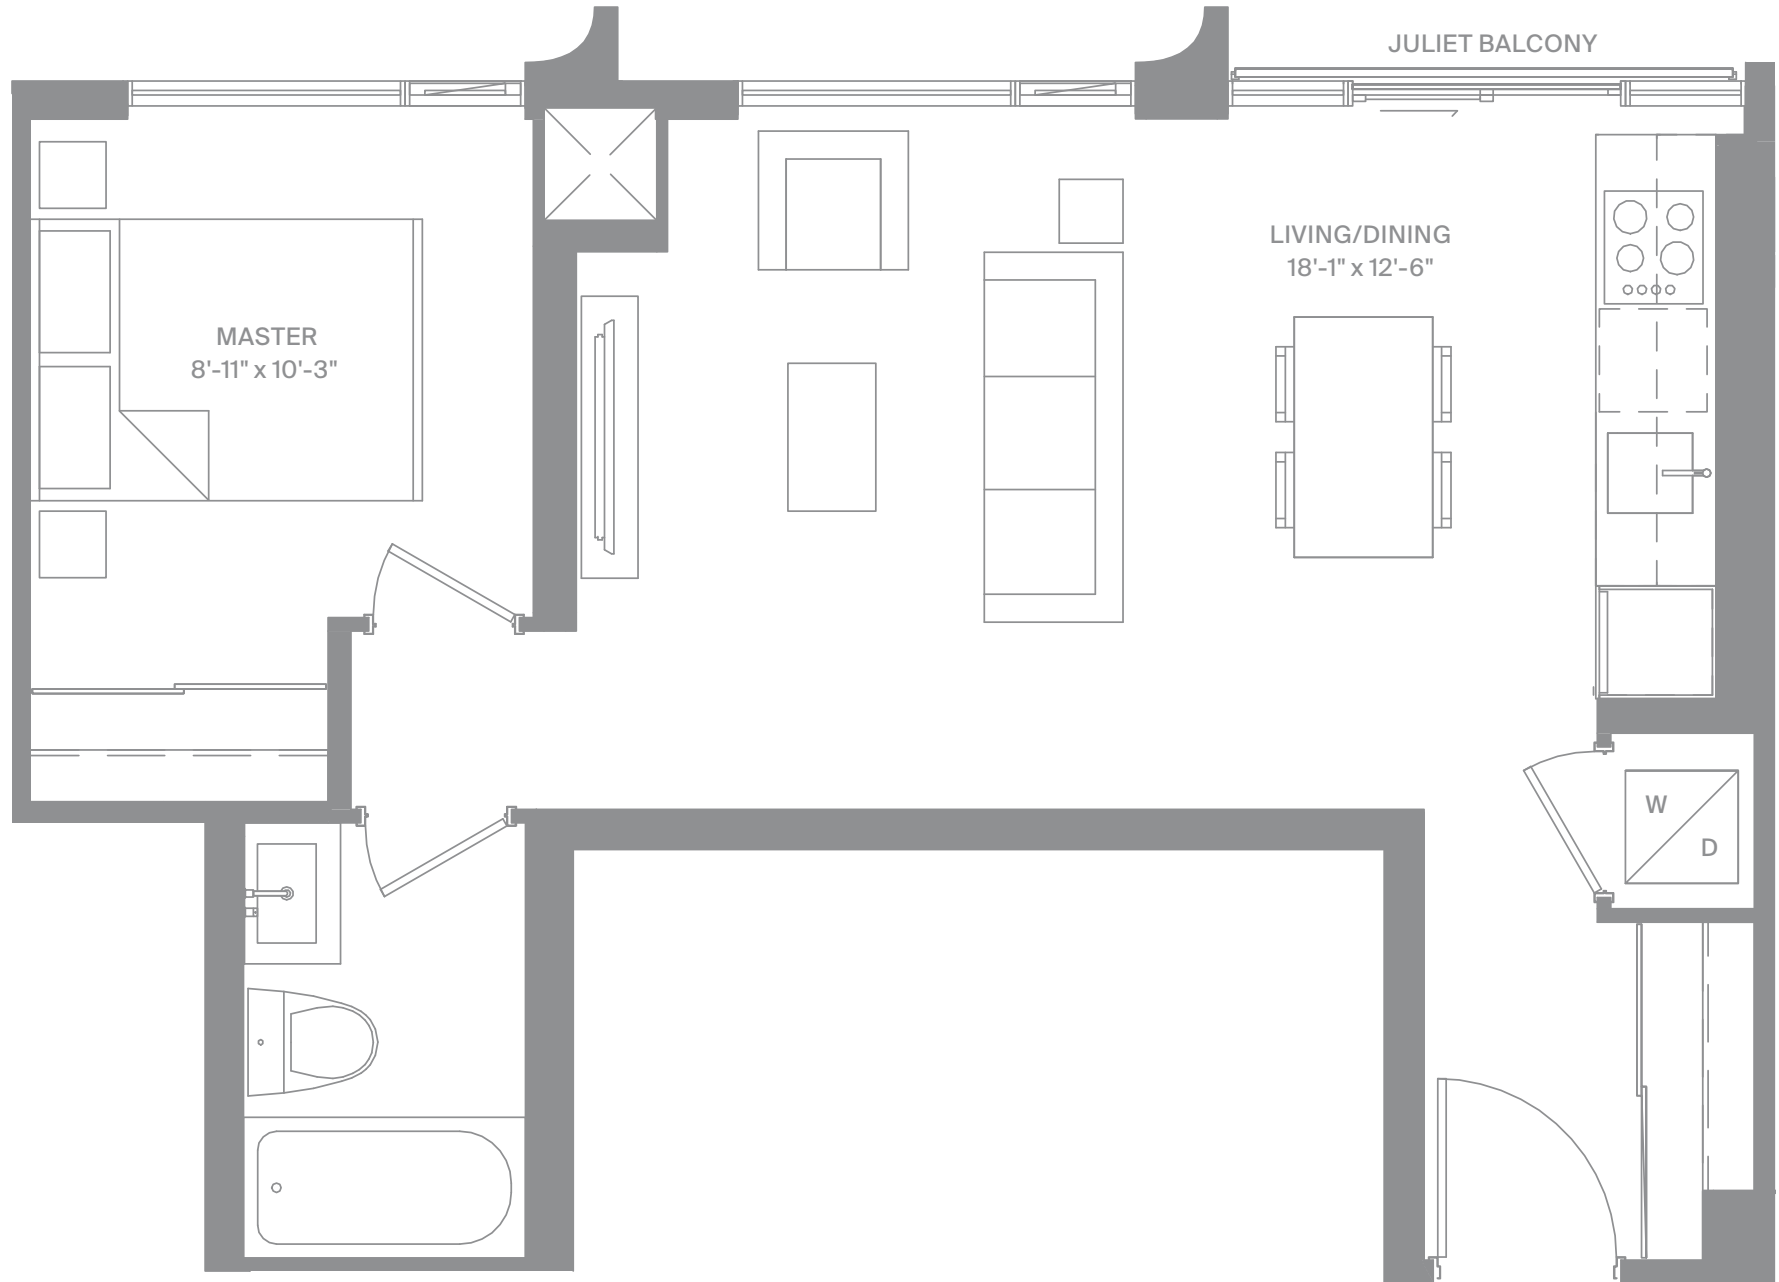 JULIET BALCONY
LIVING/DINING
18'-1" x 12'-6"
MASTER
8'-11" x 10'-3"
W
D